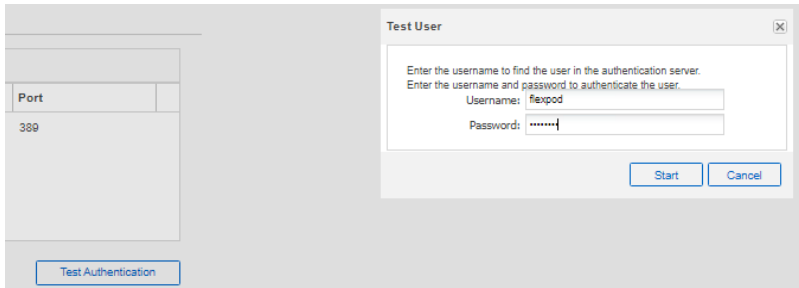 Test User
Enter the username to find the user in the authentication server.
Enter the username and password to authenticate the user.
Username: flexpod
Password: ••••••••
Start Cancel
Port
389
Test Authentication